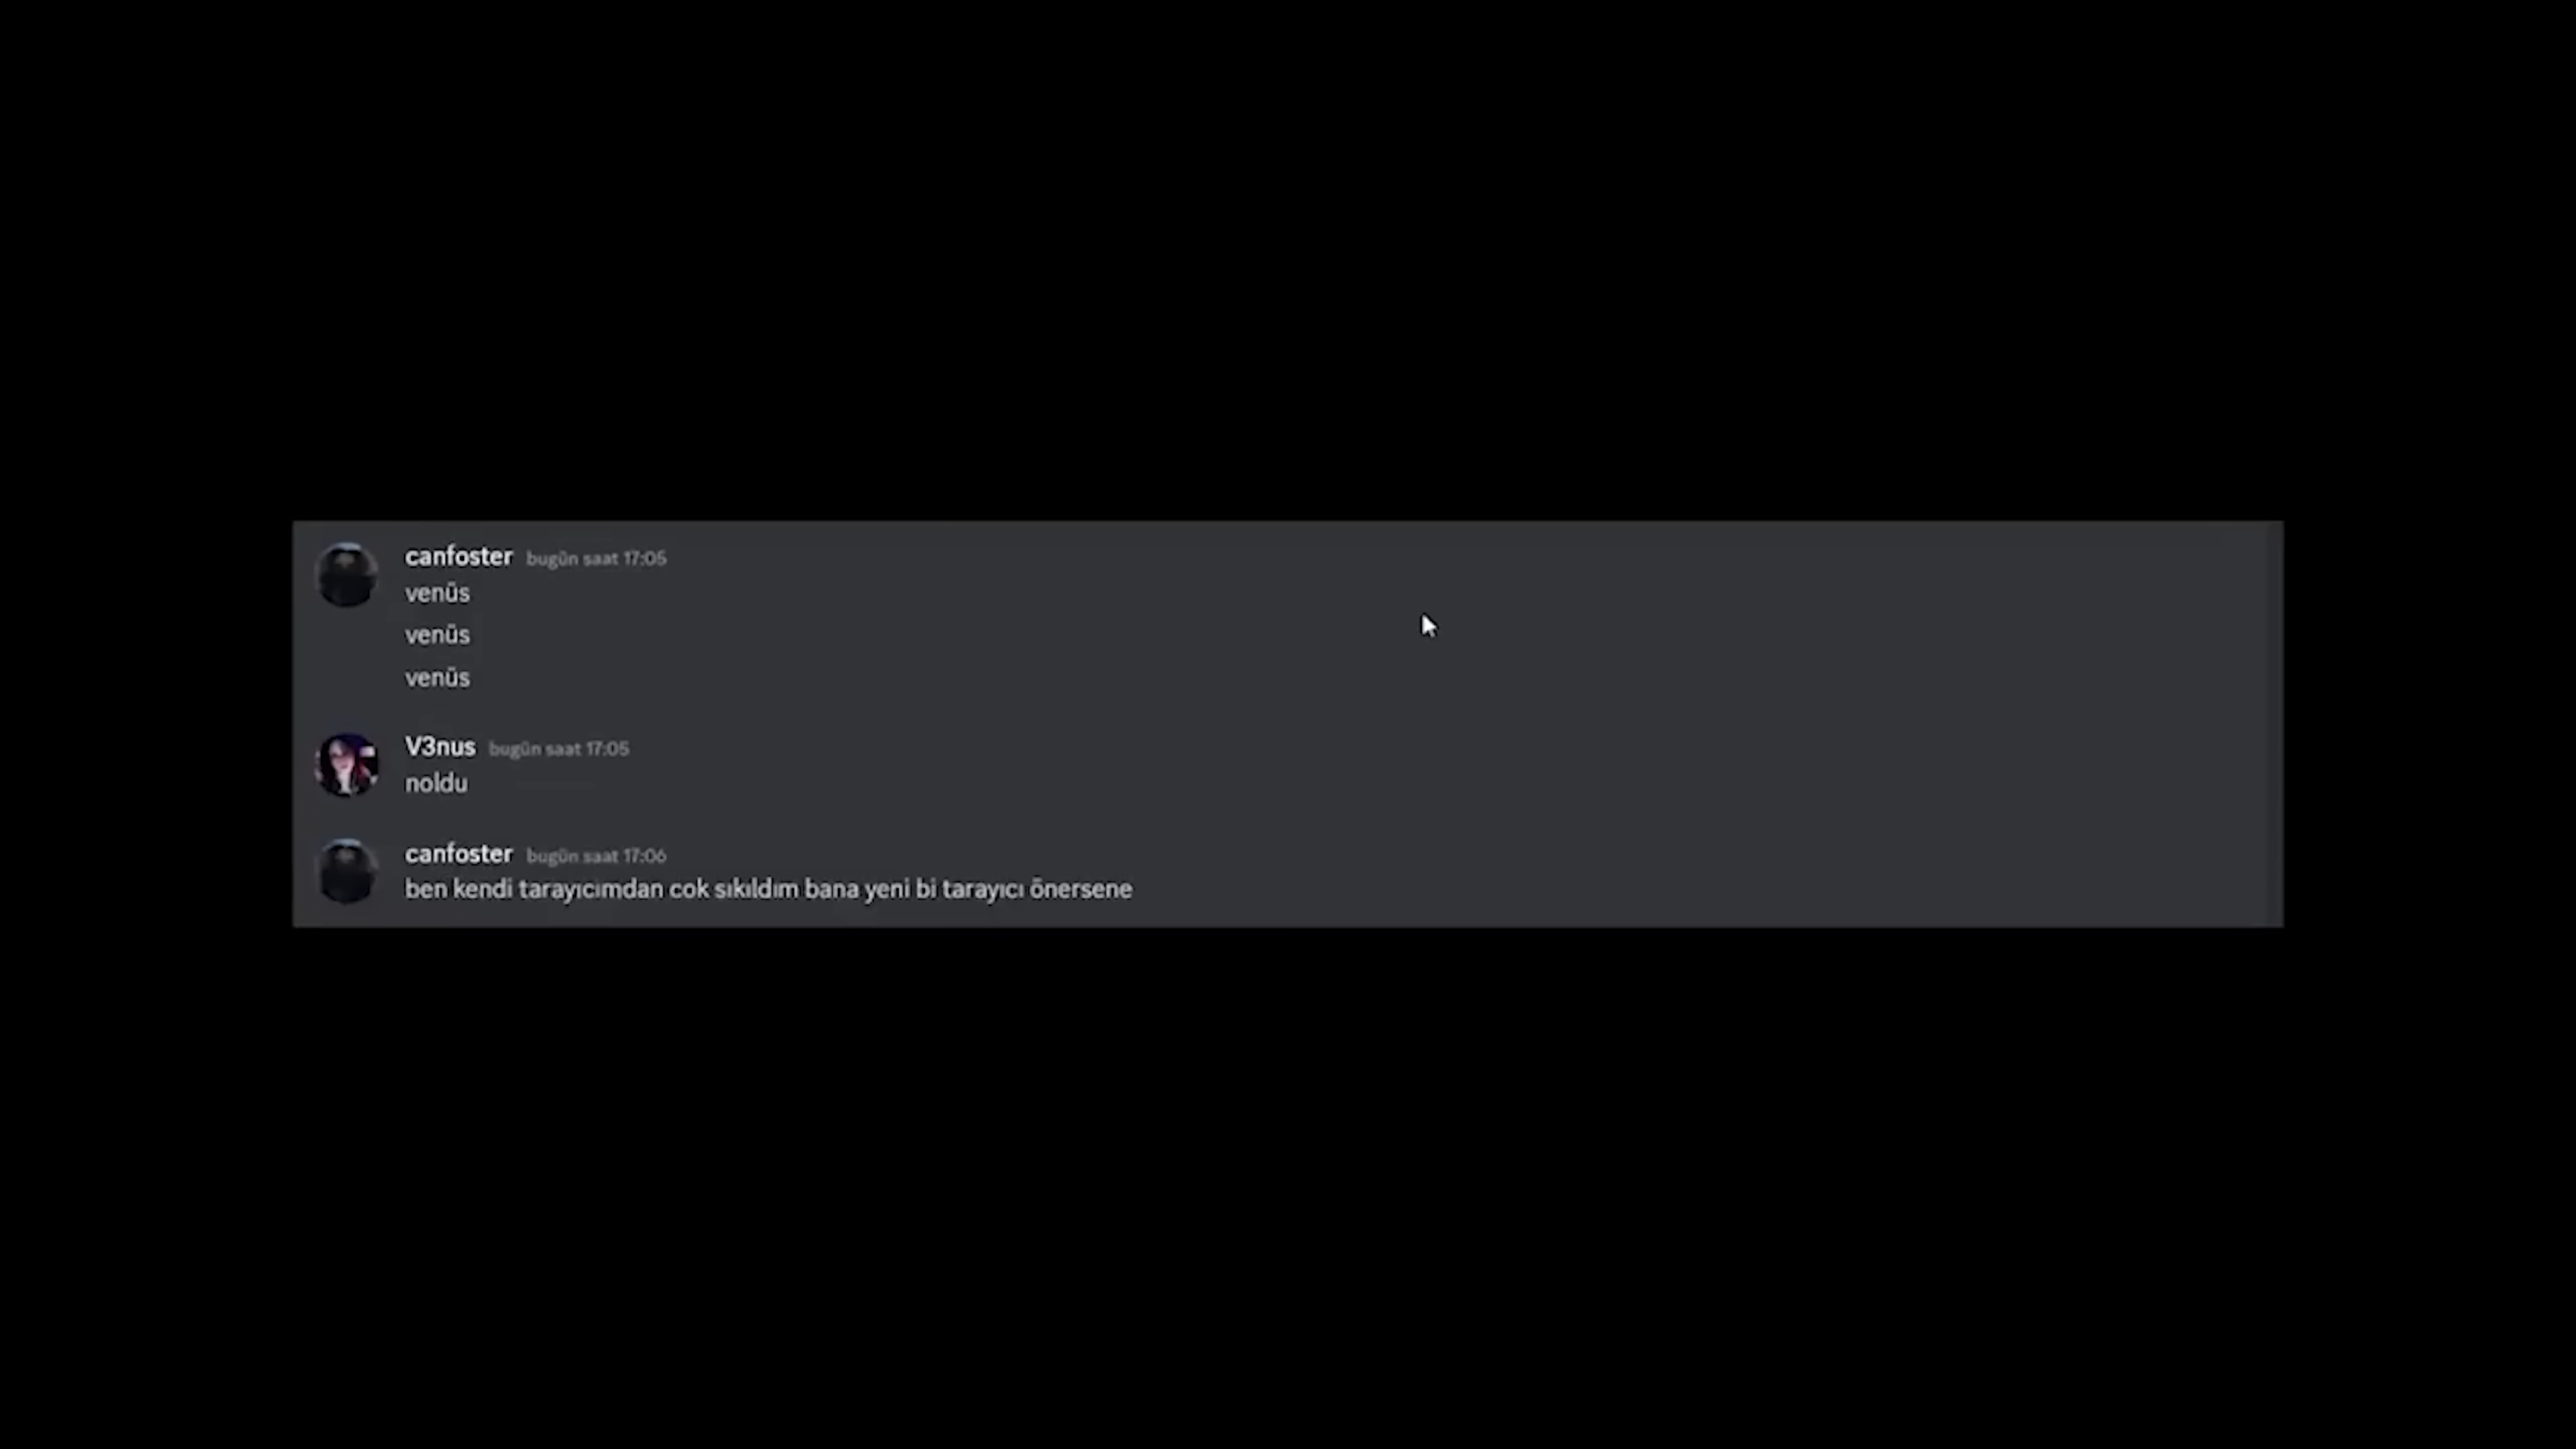 canfoster bugün saat 17:05
venüs
venüs
venüs
V3nus bugün saat 17:05
noldu
canfoster bugün saat 17:06
ben kendi tarayıcımdan cok sıkıldım bana yeni bi tarayıcı önersene